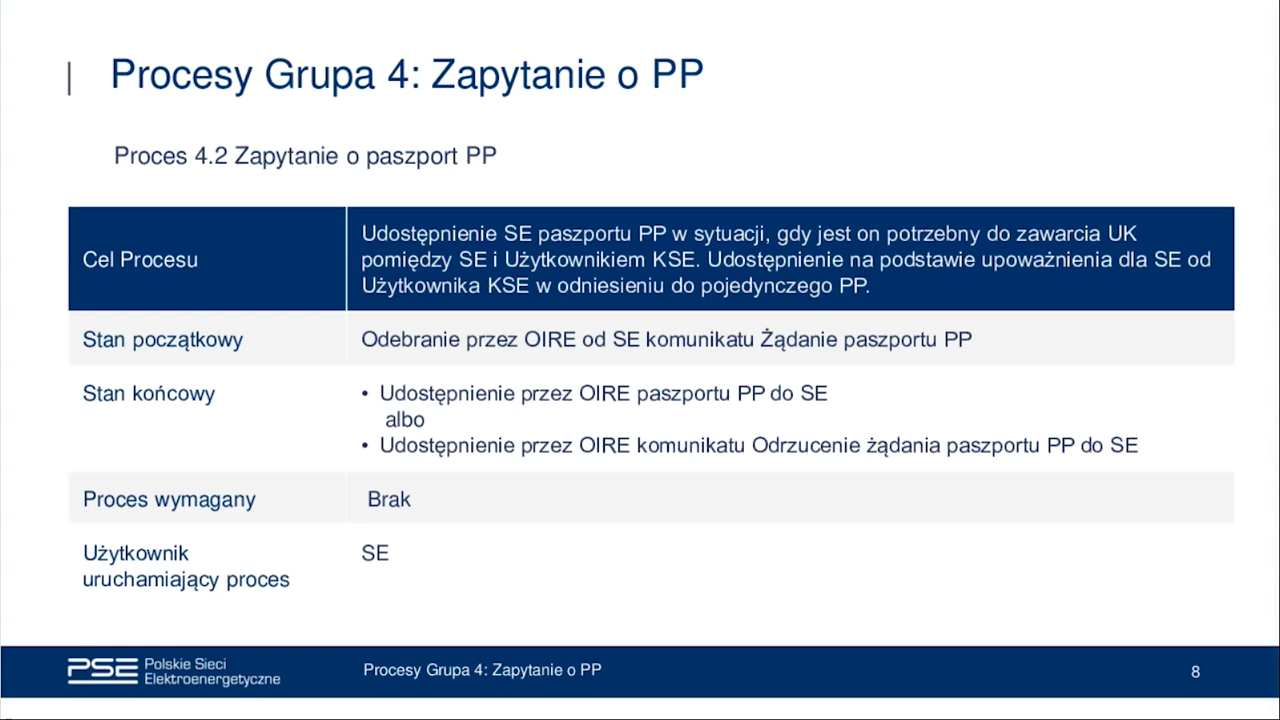 Procesy Grupa 4: Zapytanie o PP
Proces 4.2 Zapytanie o paszport PP
Cel Procesu
Udostępnienie SE paszportu PP w sytuacji, gdy jest on potrzebny do zawarcia UK
pomiędzy SE i Użytkownikiem KSE. Udostępnienie na podstawie upoważnienia dla SE od
Użytkownika KSE w odniesieniu do pojedynczego PP.
Stan początkowy
Odebranie przez OIRE od SE komunikatu Żądanie paszportu PP
Stan końcowy
• Udostępnienie przez OIRE paszportu PP do SE
albo
• Udostępnienie przez OIRE komunikatu Odrzucenie żądania paszportu PP do SE
Proces wymagany
Brak
Użytkownik
uruchamiający proces
SE
PSE
Polskie Sieci
Elektroenergetyczne
Procesy Grupa 4: Zapytanie o PP
8